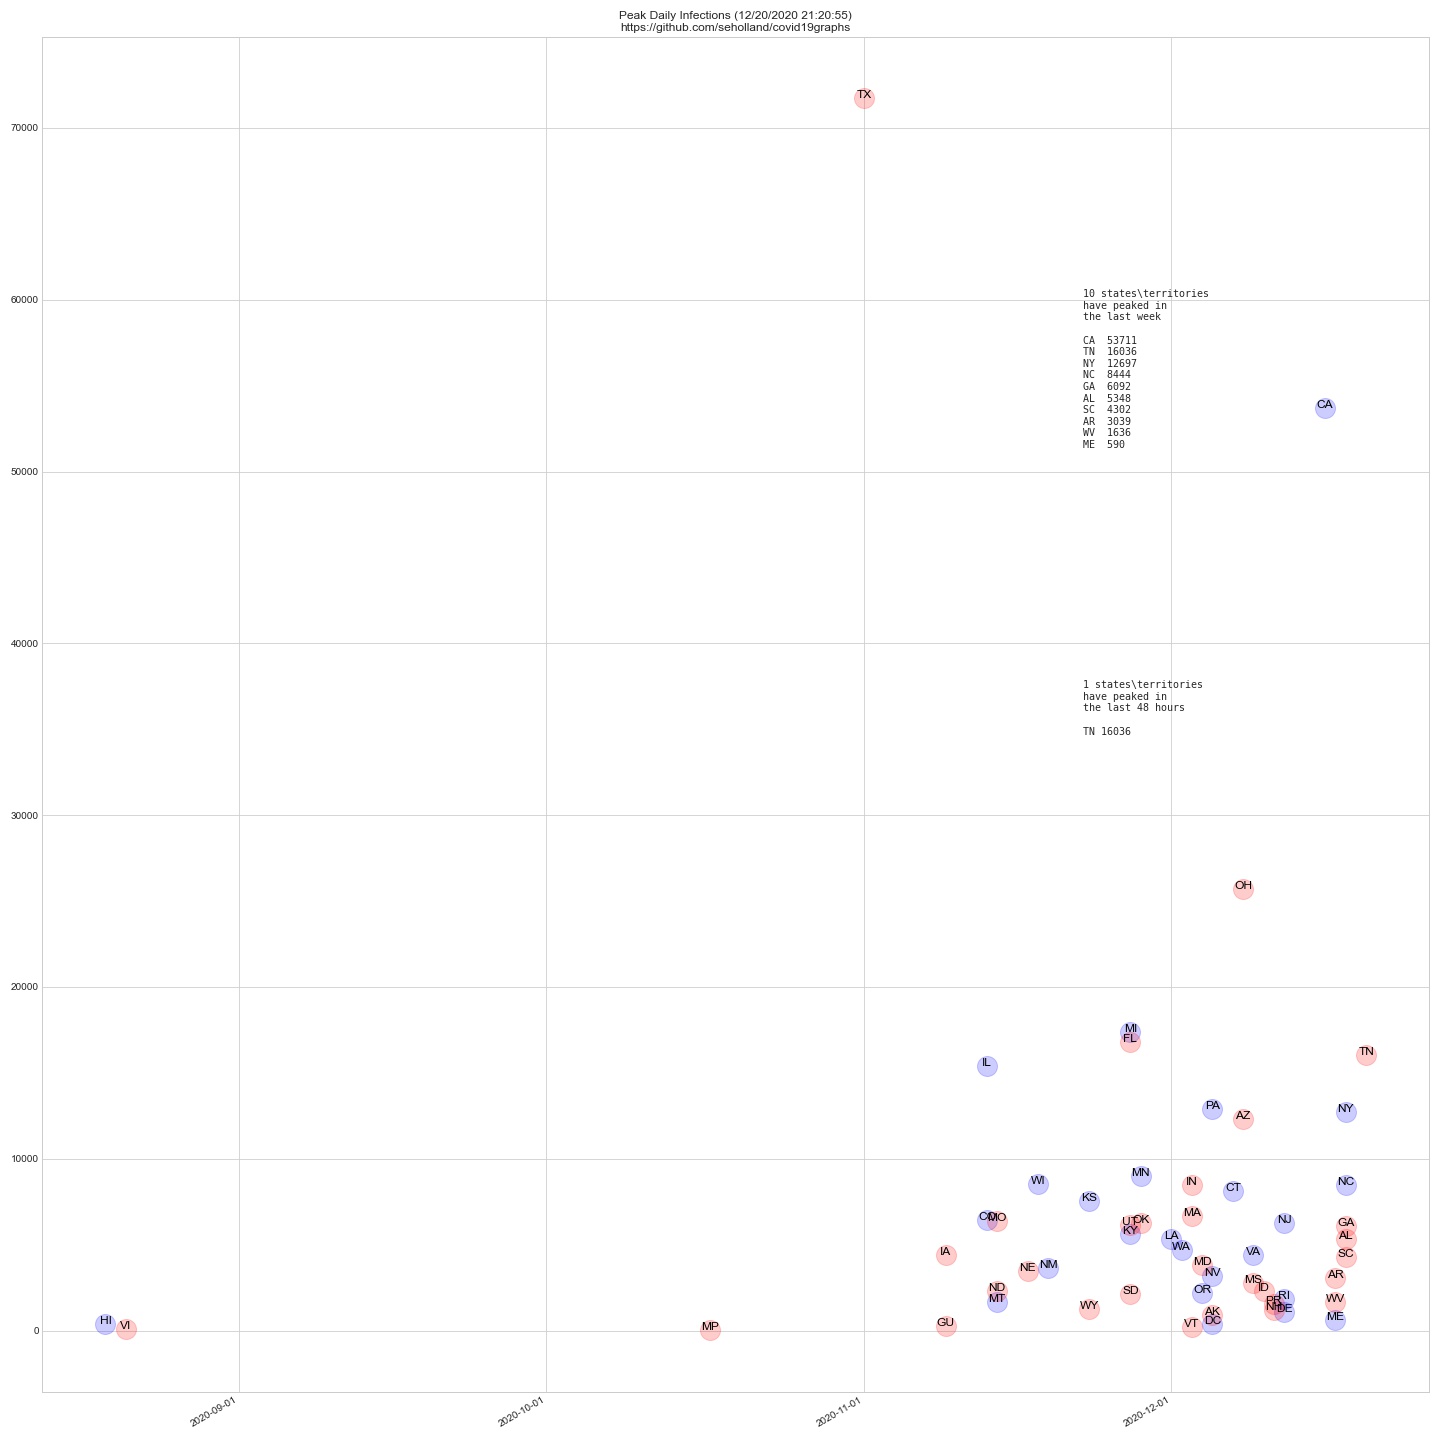 Peak Daily Infections (12/20/2020 21:20:55)
https://github.com/seholland/covid19graphs
TX
70000
60000
10 states\territories
have peaked in
the last week
CA 53711
TN 16036
NY 12697
NC 8444
GA 6092
AL 5348
SC 4302
AR 3039
WV 1636
ME 590
CA
50000
40000
1 states\territories
have peaked in
the last 48 hours
TN 16036
30000
OH
20000
MI
FL
TN
IL
PA
NY
AZ
10000
MN
WI
IN
NC
CT
KS
CO
MO
MA
UT
OK
NJ
GA
KY
LA
AL
WA
IA
VA
SC
NE
NM
MD
NV
AR
ND
SD
OR
MS
ID
MT
WY
PR
RI
WV
NH
DE
HI
VI
MP
GU
VT
AK
DC
ME
0
2020-09-01
2020-10-01
2020-11-01
2020-12-01